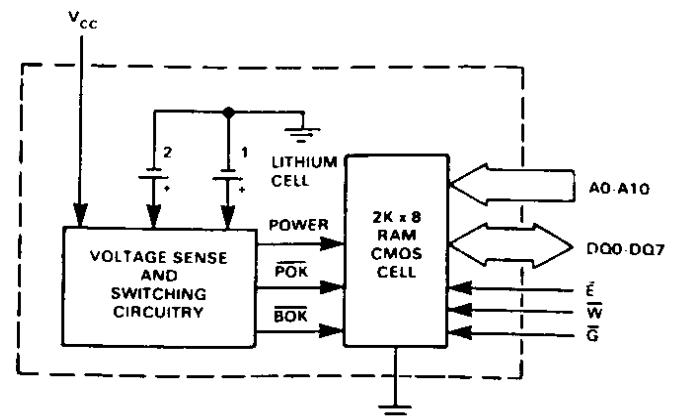 VCC
2
1
+
+
LITHIUM
CELL
VOLTAGE SENSE
AND
SWITCHING
CIRCUITRY
POWER
POK
BOK
2K x 8
RAM
CMOS
CELL
A0-A10
DQ0-DQ7
E
W
G